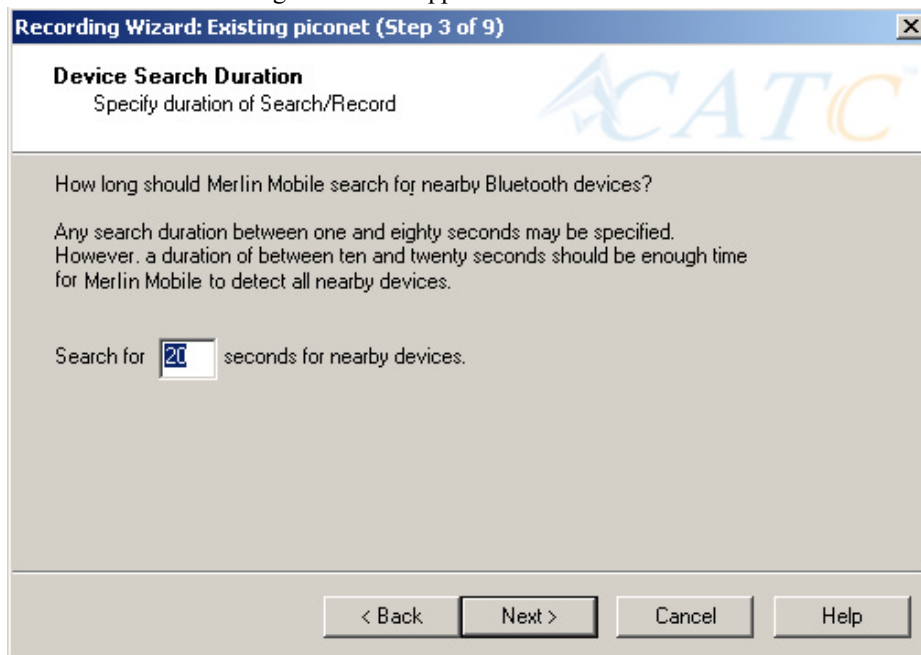 Recording Wizard: Existing piconet (Step 3 of 9)
Device Search Duration
Specify duration of Search/Record
CATC
How long should Merlin Mobile search for nearby Bluetooth devices?
Any search duration between one and eighty seconds may be specified.
However. a duration of between ten and twenty seconds should be enough time
for Merlin Mobile to detect all nearby devices.
Search for 20 seconds for nearby devices.
< Back Next > Cancel Help